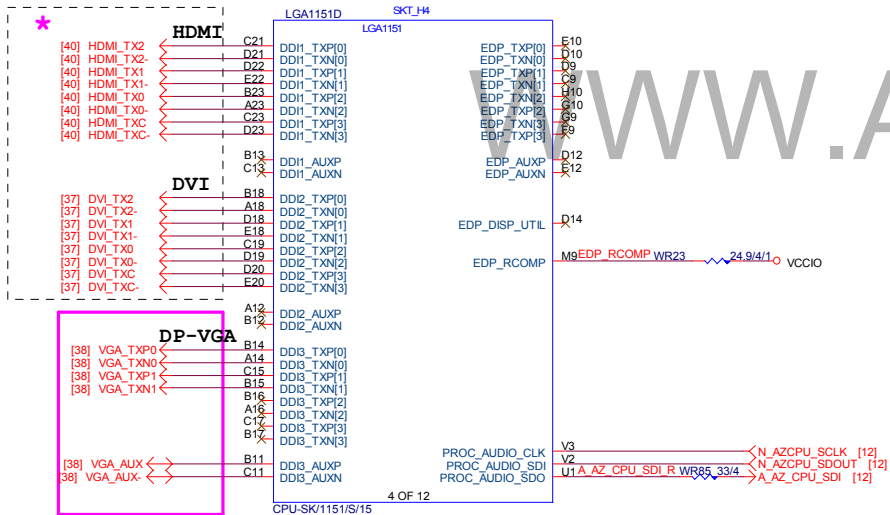 LGA1151D SKT_H4
LGA1151
*
HDMI
[40] HDMI_TX2 C21 DDI1_TXP[0] EDP_TXP[0] E10
[40] HDMI_TX2- D21 DDI1_TXN[0] EDP_TXN[0] D10
[40] HDMI_TX1 D22 DDI1_TXP[1] EDP_TXP[1] D9
[40] HDMI_TX1- E22 DDI1_TXN[1] EDP_TXN[1] C9
[40] HDMI_TX0 B23 DDI1_TXP[2] EDP_TXN[2] H10
[40] HDMI_TX0- A23 DDI1_TXN[2] EDP_TXP[2] G10
[40] HDMI_TXC C23 DDI1_TXP[3] EDP_TXN[3] G9
[40] HDMI_TXC- D23 DDI1_TXN[3] EDP_TXP[3] F9
WWW.A
B13 DDI1_AUXP EDP_AUXP D12
C13 DDI1_AUXN EDP_AUXN E12
DVI
[37] DVI_TX2 B18 DDI2_TXP[0]
[37] DVI_TX2- A18 DDI2_TXN[0]
[37] DVI_TX1 D18 DDI2_TXP[1] EDP_DISP_UTIL D14
[37] DVI_TX1- E18 DDI2_TXN[1]
[37] DVI_TX0 C19 DDI2_TXP[2]
[37] DVI_TX0- D19 DDI2_TXN[2] EDP_RCOMP M9 EDP_RCOMP WR23 24.9/4/1 VCCIO
[37] DVI_TXC D20 DDI2_TXP[3]
[37] DVI_TXC- E20 DDI2_TXN[3]
A12 DDI2_AUXP
B12 DDI2_AUXN
DP-VGA
[38] VGA_TXP0 B14 DDI3_TXP[0]
[38] VGA_TXN0 A14 DDI3_TXN[0]
[38] VGA_TXP1 C15 DDI3_TXP[1]
[38] VGA_TXN1 B15 DDI3_TXN[1]
B16 DDI3_TXP[2]
A16 DDI3_TXN[2]
C17 DDI3_TXP[3]
B17 DDI3_TXN[3]
PROC_AUDIO_CLK V3 N_AZCPU_SCLK [12]
[38] VGA_AUX B11 DDI3_AUXP PROC_AUDIO_SDI V2 N_AZCPU_SDOUT [12]
[38] VGA_AUX- C11 DDI3_AUXN PROC_AUDIO_SDO U1 A_AZ_CPU_SDI_R WR85 33/4 A_AZ_CPU_SDI [12]
4 OF 12
CPU-SK/1151/S/15